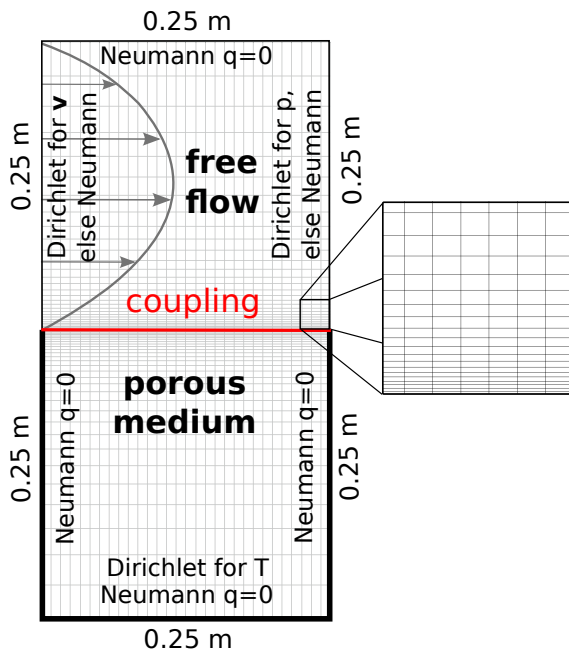 0.25 m
Neumann q=0
0.25 m
Dirichlet for v
else Neumann
free
flow
Dirichlet for p,
else Neumann
0.25 m
coupling
porous
medium
0.25 m
Neumann q=0
Neumann q=0
0.25 m
Dirichlet for T
Neumann q=0
0.25 m